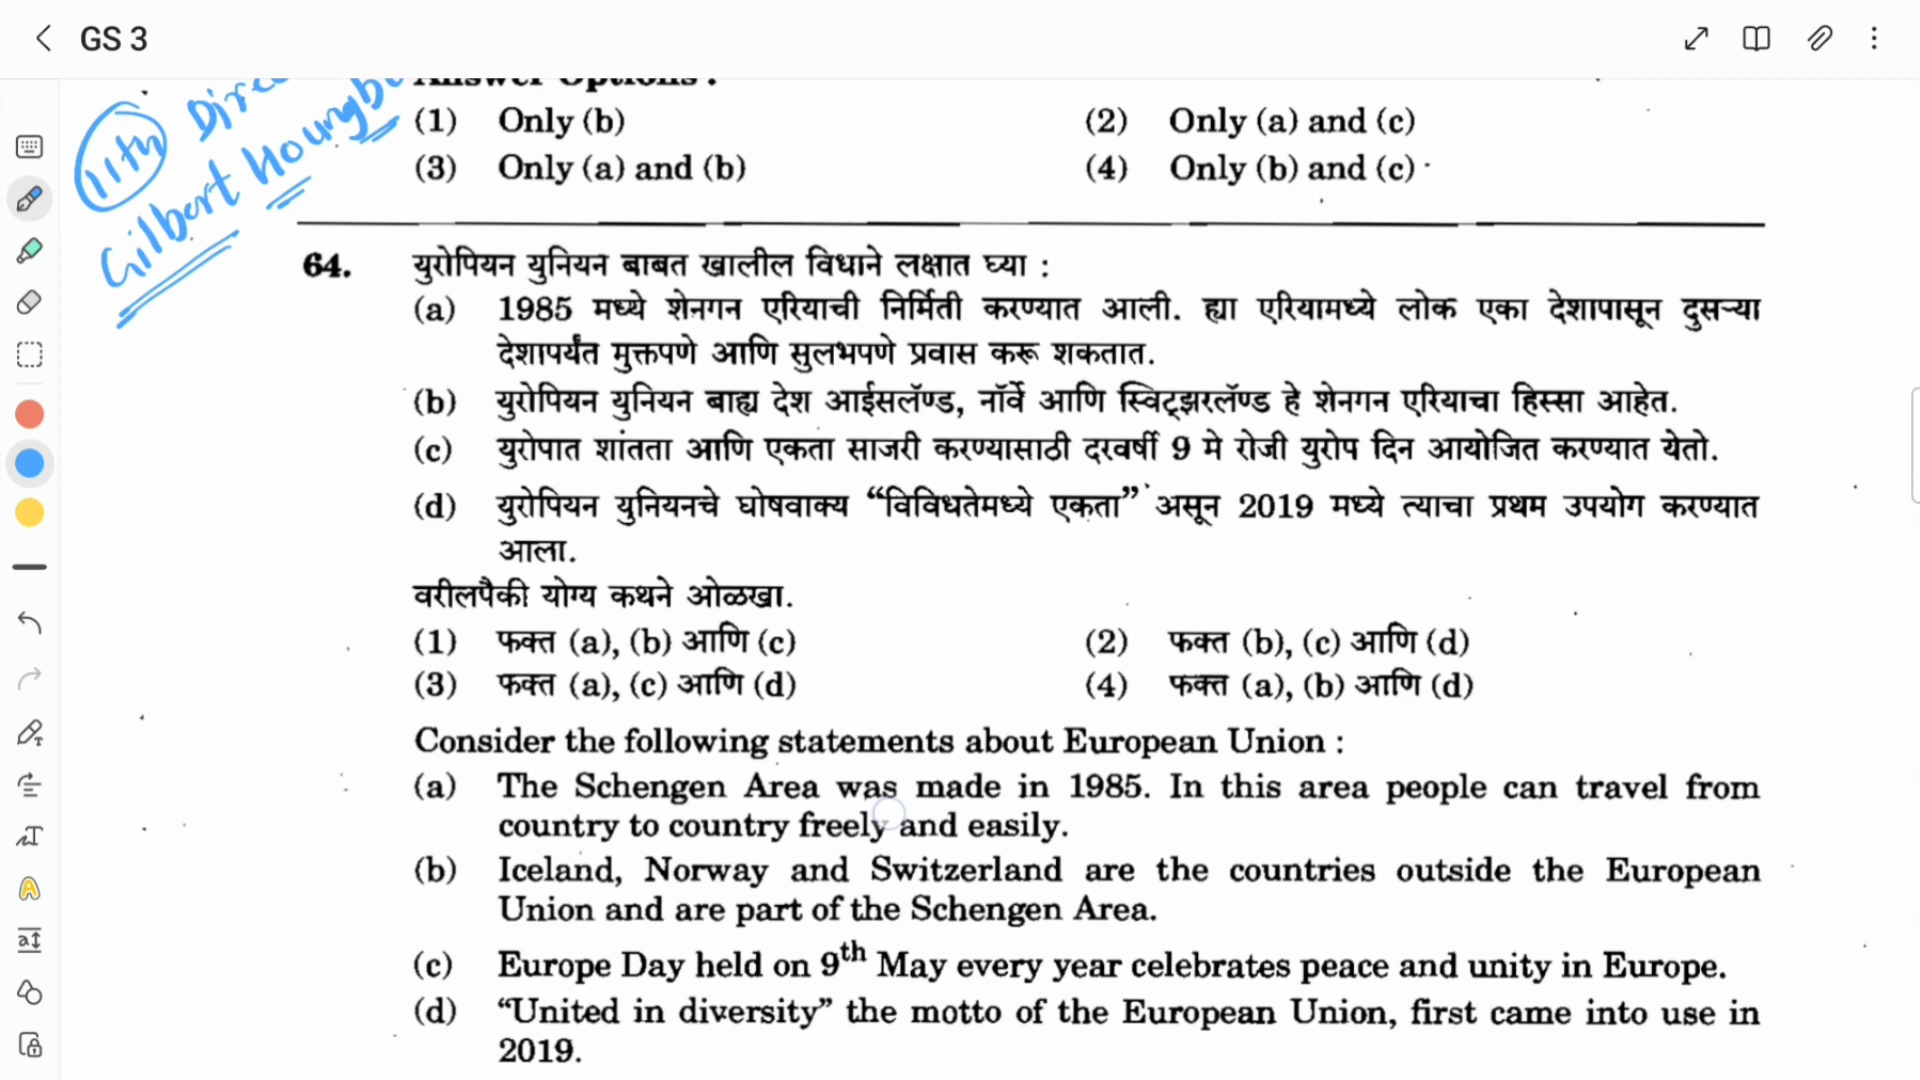 GS 3
11th
Gilbert Houngbo
Answer Options :
(1) Only (b) (2) Only (a) and (c)
(3) Only (a) and (b) (4) Only (b) and (c)
64. युरोपियन युनियन बाबत खालील विधाने लक्षात घ्या :
(a) 1985 मध्ये शेनगन एरियाची निर्मिती करण्यात आली. ह्या एरियामध्ये लोक एका देशापासून दुसऱ्या
देशापर्यंत मुक्तपणे आणि सुलभपणे प्रवास करू शकतात.
(b) युरोपियन युनियन बाह्य देश आईसलॅण्ड, नॉर्वे आणि स्विट्झरलॅण्ड हे शेनगन एरियाचा हिस्सा आहेत.
(c) युरोपात शांतता आणि एकता साजरी करण्यासाठी दरवर्षी 9 मे रोजी युरोप दिन आयोजित करण्यात येतो.
(d) युरोपियन युनियनचे घोषवाक्य “विविधतेमध्ये एकता” असून 2019 मध्ये त्याचा प्रथम उपयोग करण्यात
आला.
वरीलपैकी योग्य कथने ओळखा.
(1) फक्त (a), (b) आणि (c) (2) फक्त (b), (c) आणि (d)
(3) फक्त (a), (c) आणि (d) (4) फक्त (a), (b) आणि (d)
Consider the following statements about European Union :
(a) The Schengen Area was made in 1985. In this area people can travel from
country to country freely and easily.
(b) Iceland, Norway and Switzerland are the countries outside the European
Union and are part of the Schengen Area.
(c) Europe Day held on 9th May every year celebrates peace and unity in Europe.
(d) “United in diversity” the motto of the European Union, first came into use in
2019.